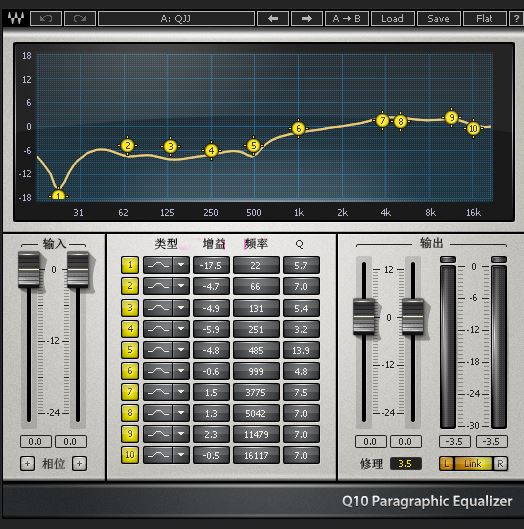 A: QJJ A→B Load Save Flat ?
18
12
6
0
-6
-12
-18
1 2 3 4 5 6 7 8 9 10
31 62 125 250 500 1k 2k 4k 8k 16k
输入 类型 增益 频率 Q 输出
1 -17.5 22 5.7
2 -4.7 66 7.0
3 -4.9 131 5.4
4 -5.9 251 3.2
5 -4.8 485 13.9
6 -0.6 999 4.8
7 1.5 3775 7.5
8 1.3 5042 7.0
9 2.3 11479 7.0
10 -0.5 16117 7.0
0
-12
-24
0.0 0.0
相位
12
0
-12
-24
0
-6
-12
-18
-24
-30
0.0 0.0 -3.5 -3.5
修理 3.5 L Link R
Q10 Paragraphic Equalizer